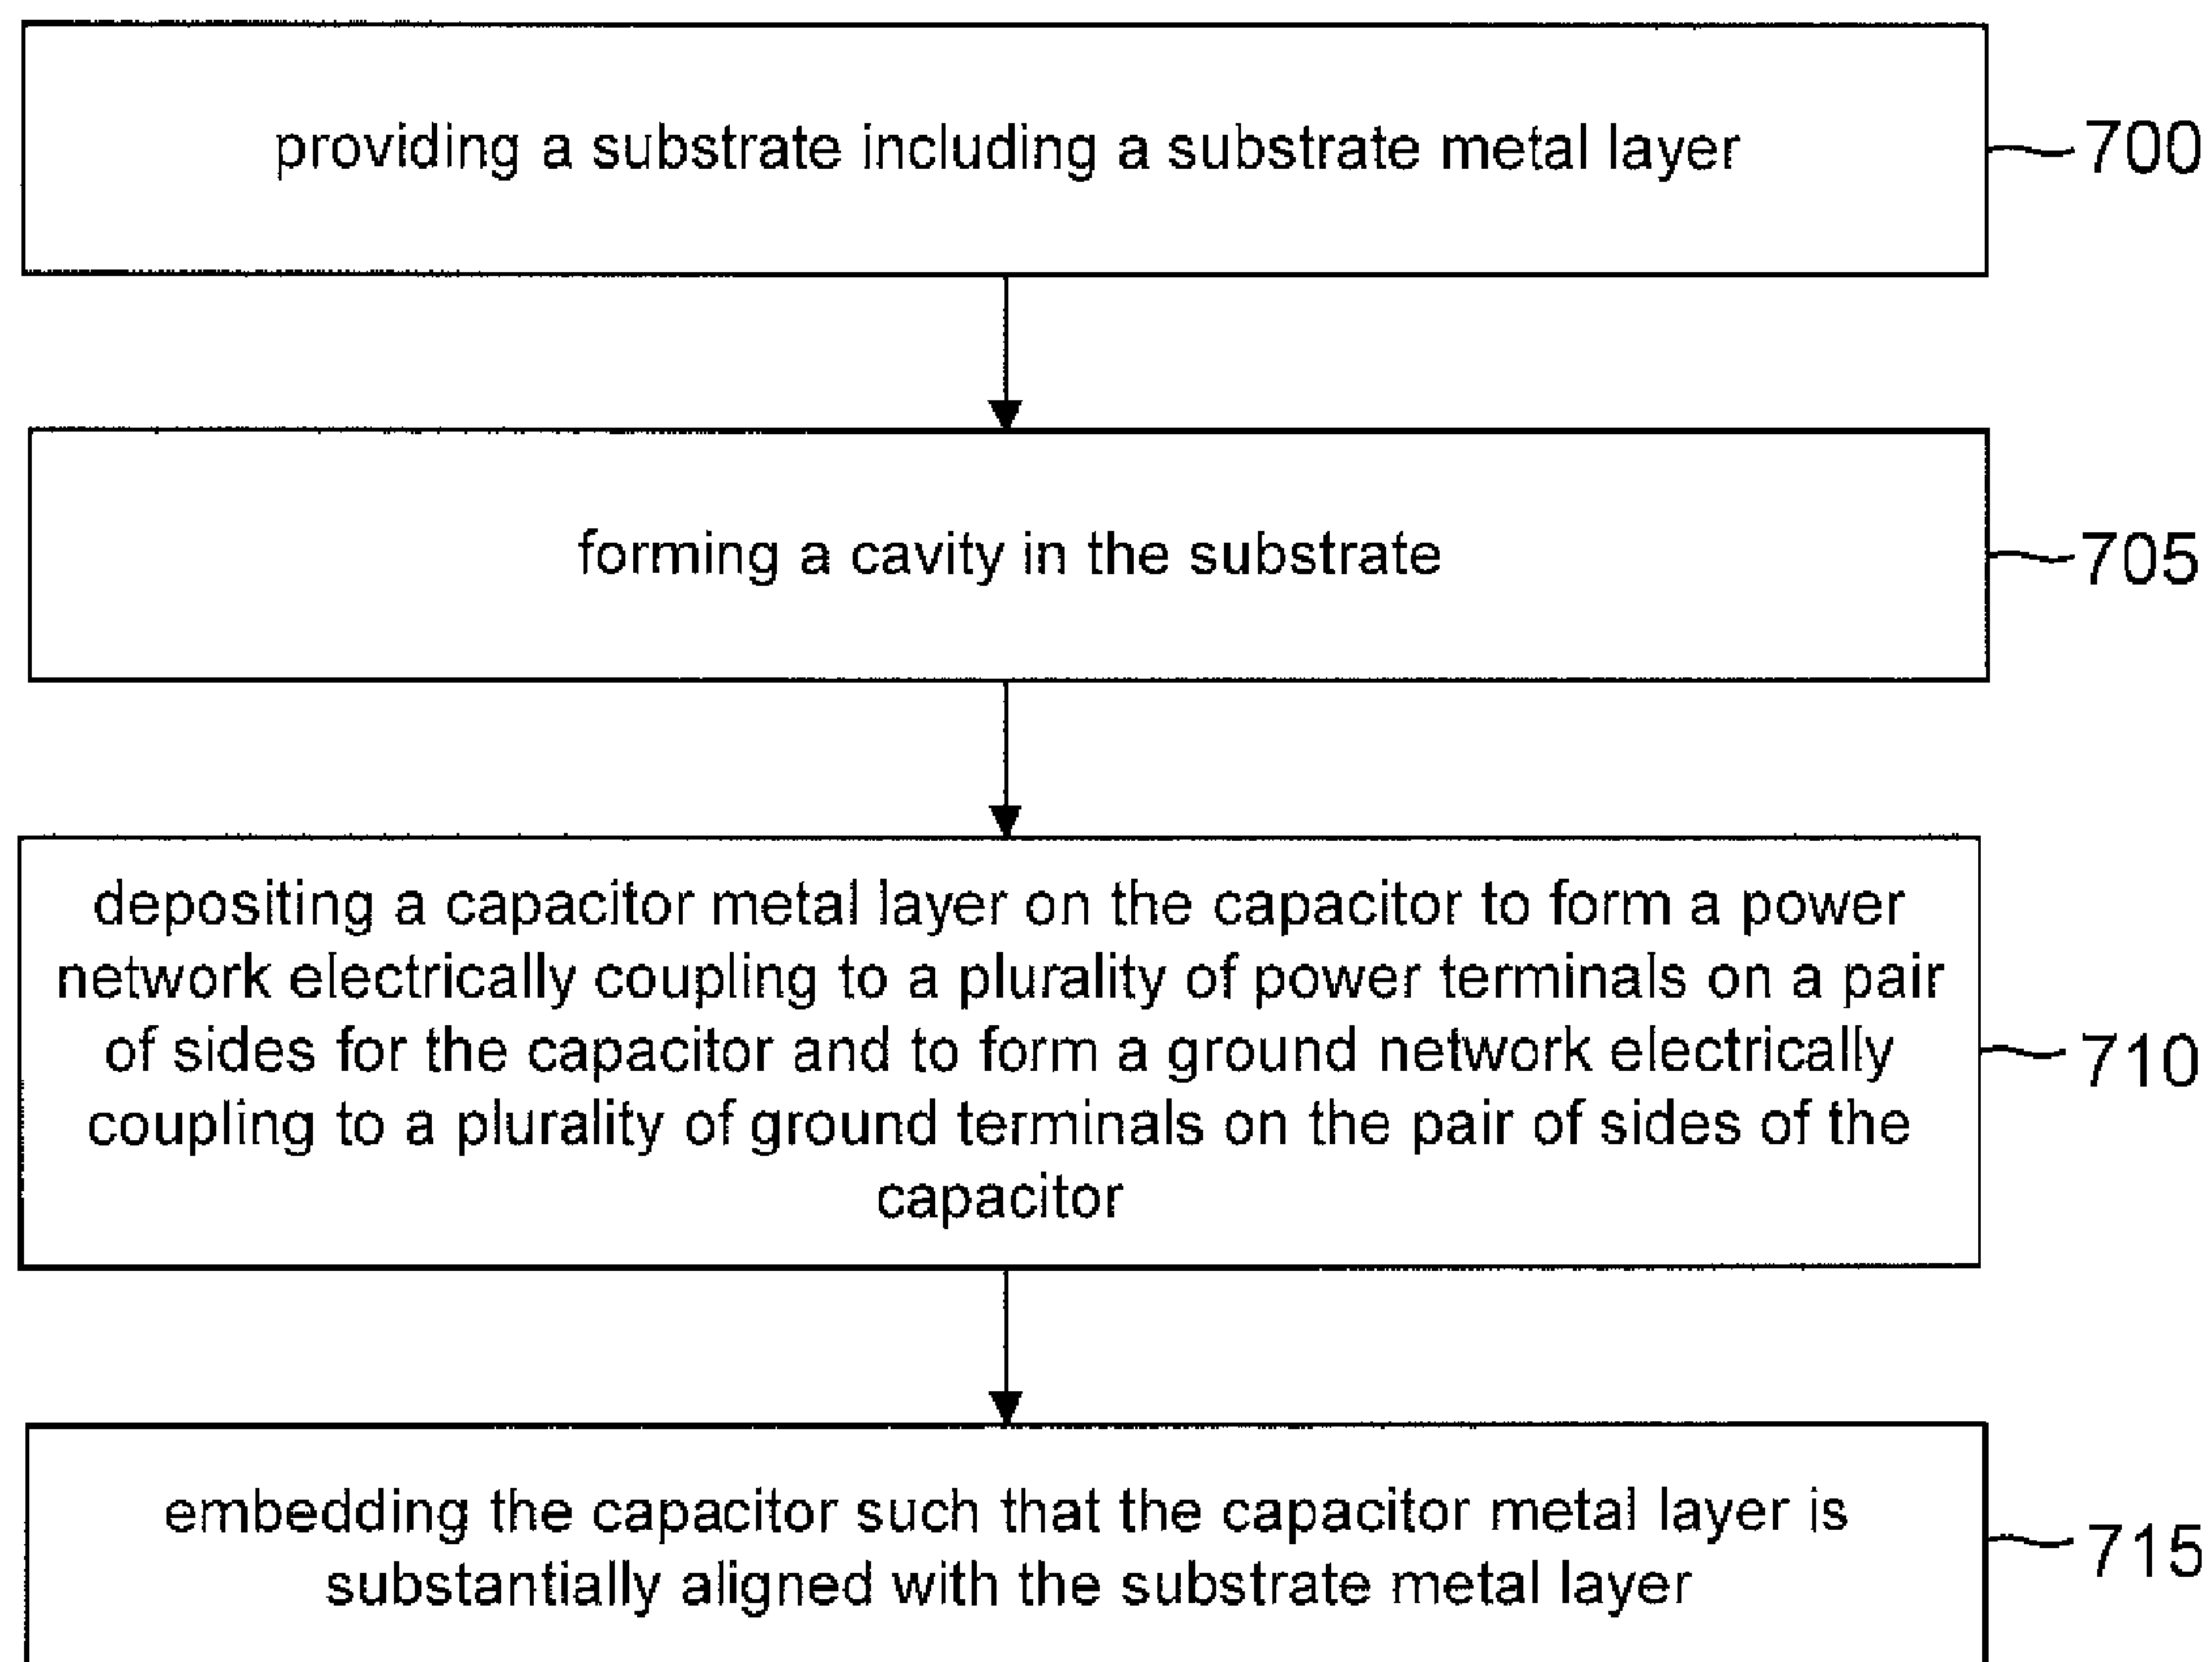 providing a substrate including a substrate metal layer
700
forming a cavity in the substrate
705
depositing a capacitor metal layer on the capacitor to form a power
network electrically coupling to a plurality of power terminals on a pair
of sides for the capacitor and to form a ground network electrically
coupling to a plurality of ground terminals on the pair of sides of the
capacitor
710
embedding the capacitor such that the capacitor metal layer is
substantially aligned with the substrate metal layer
715